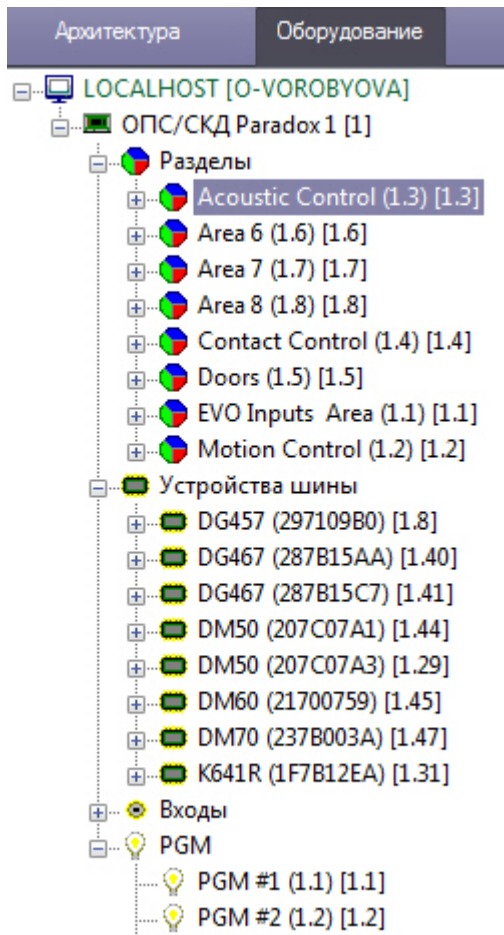 Архитектура Оборудование
LOCALHOST [O-VOROBYOVA]
ОПС/СКД Paradox 1 [1]
Разделы
Acoustic Control (1.3) [1.3]
Area 6 (1.6) [1.6]
Area 7 (1.7) [1.7]
Area 8 (1.8) [1.8]
Contact Control (1.4) [1.4]
Doors (1.5) [1.5]
EVO Inputs Area (1.1) [1.1]
Motion Control (1.2) [1.2]
Устройства шины
DG457 (297109B0) [1.8]
DG467 (287B15AA) [1.40]
DG467 (287B15C7) [1.41]
DM50 (207C07A1) [1.44]
DM50 (207C07A3) [1.29]
DM60 (21700759) [1.45]
DM70 (237B003A) [1.47]
K641R (1F7B12EA) [1.31]
Входы
PGM
PGM #1 (1.1) [1.1]
PGM #2 (1.2) [1.2]